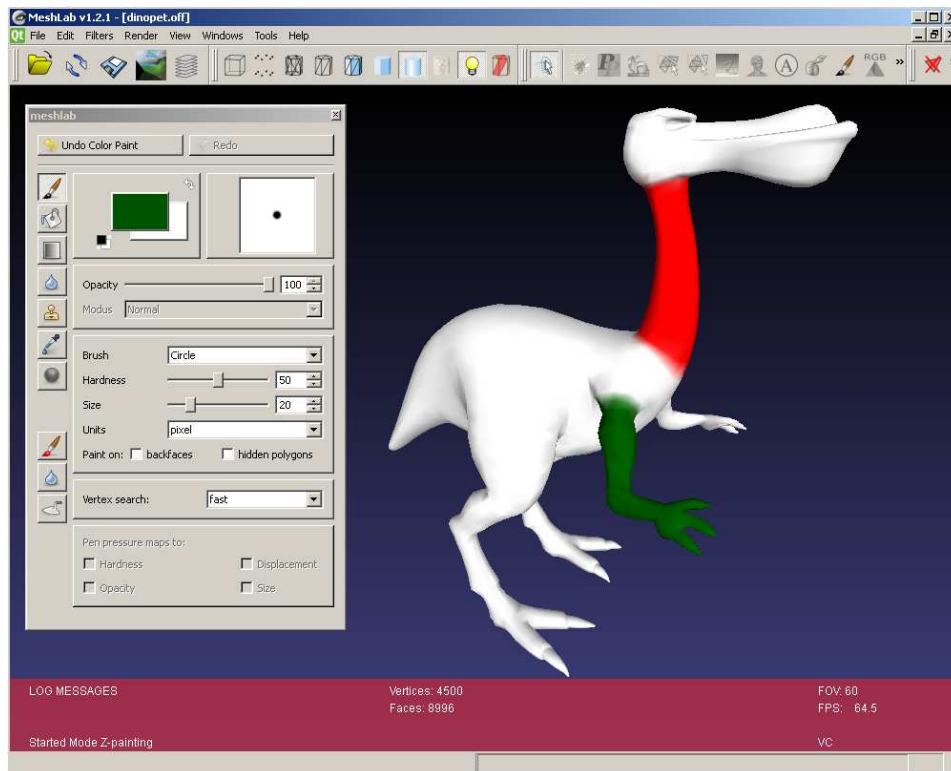 MeshLab v1.2.1 - [dinopet.off]
File Edit Filters Render View Windows Tools Help
A RGB »
meshlab
Undo Color Paint Redo
Opacity 100
Modus Normal
Brush Circle
Hardness 50
Size 20
Units pixel
Paint on: backfaces hidden polygons
Vertex search: fast
Pen pressure maps to:
Hardness Displacement
Opacity Size
LOG MESSAGES Vertices: 4500 FOV: 60
Faces: 8996 FPS: 64.5
Started Mode Z-painting VC